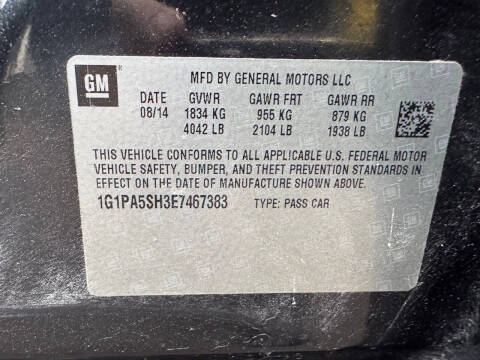 GM
MFD BY GENERAL MOTORS LLC
DATE GVWR GAWR FRT GAWR RR
08/14 1834 KG 955 KG 879 KG
4042 LB 2104 LB 1938 LB
THIS VEHICLE CONFORMS TO ALL APPLICABLE U.S. FEDERAL MOTOR
VEHICLE SAFETY, BUMPER, AND THEFT PREVENTION STANDARDS
IN EFFECT ON THE DATE OF MANUFACTURE SHOWN ABOVE.
1G1PA5SH3E7467383 TYPE: PASS CAR